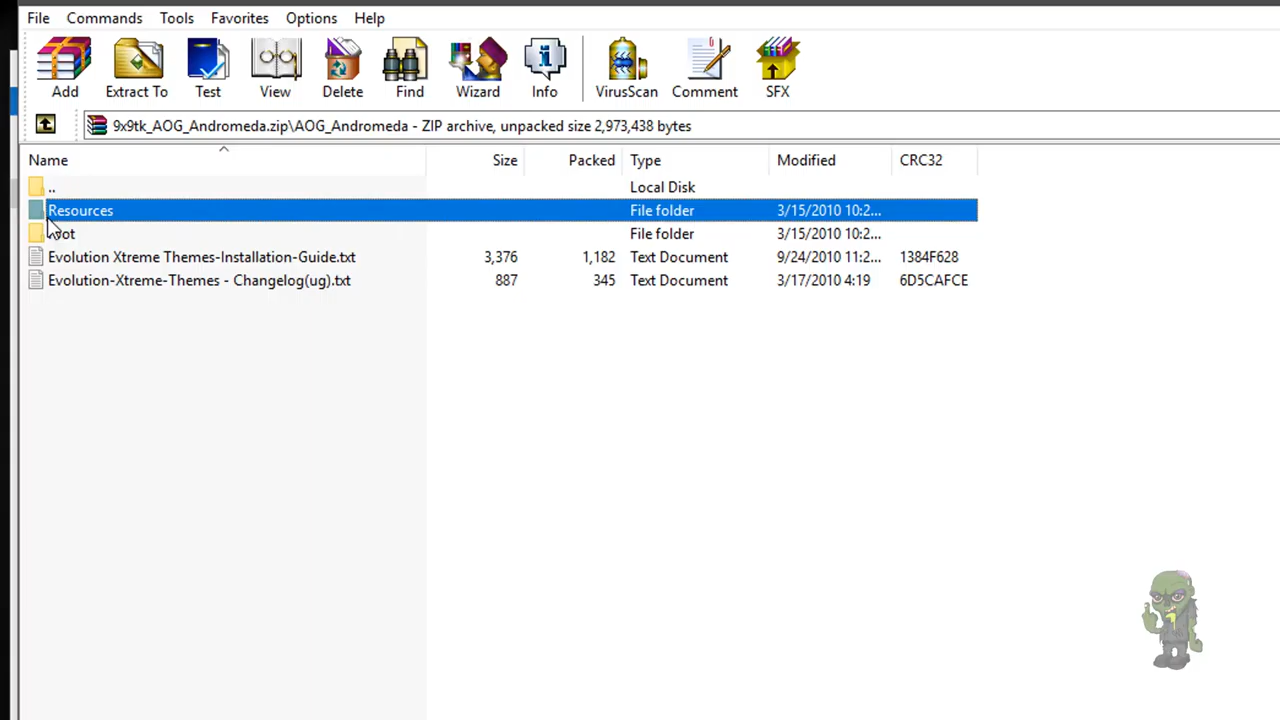 File Commands Tools Favorites Options Help
Add Extract To Test View Delete Find Wizard Info VirusScan Comment SFX
9x9tk_AOG_Andromeda.zip\AOG_Andromeda - ZIP archive, unpacked size 2,973,438 bytes
Name Size Packed Type Modified CRC32
.. Local Disk
Resources File folder 3/15/2010 10:2...
File folder 3/15/2010 10:2...
Evolution Xtreme Themes-Installation-Guide.txt 3,376 1,182 Text Document 9/24/2010 11:2... 1384F628
Evolution-Xtreme-Themes - Changelog(ug).txt 887 345 Text Document 3/17/2010 4:19 6D5CAFCE